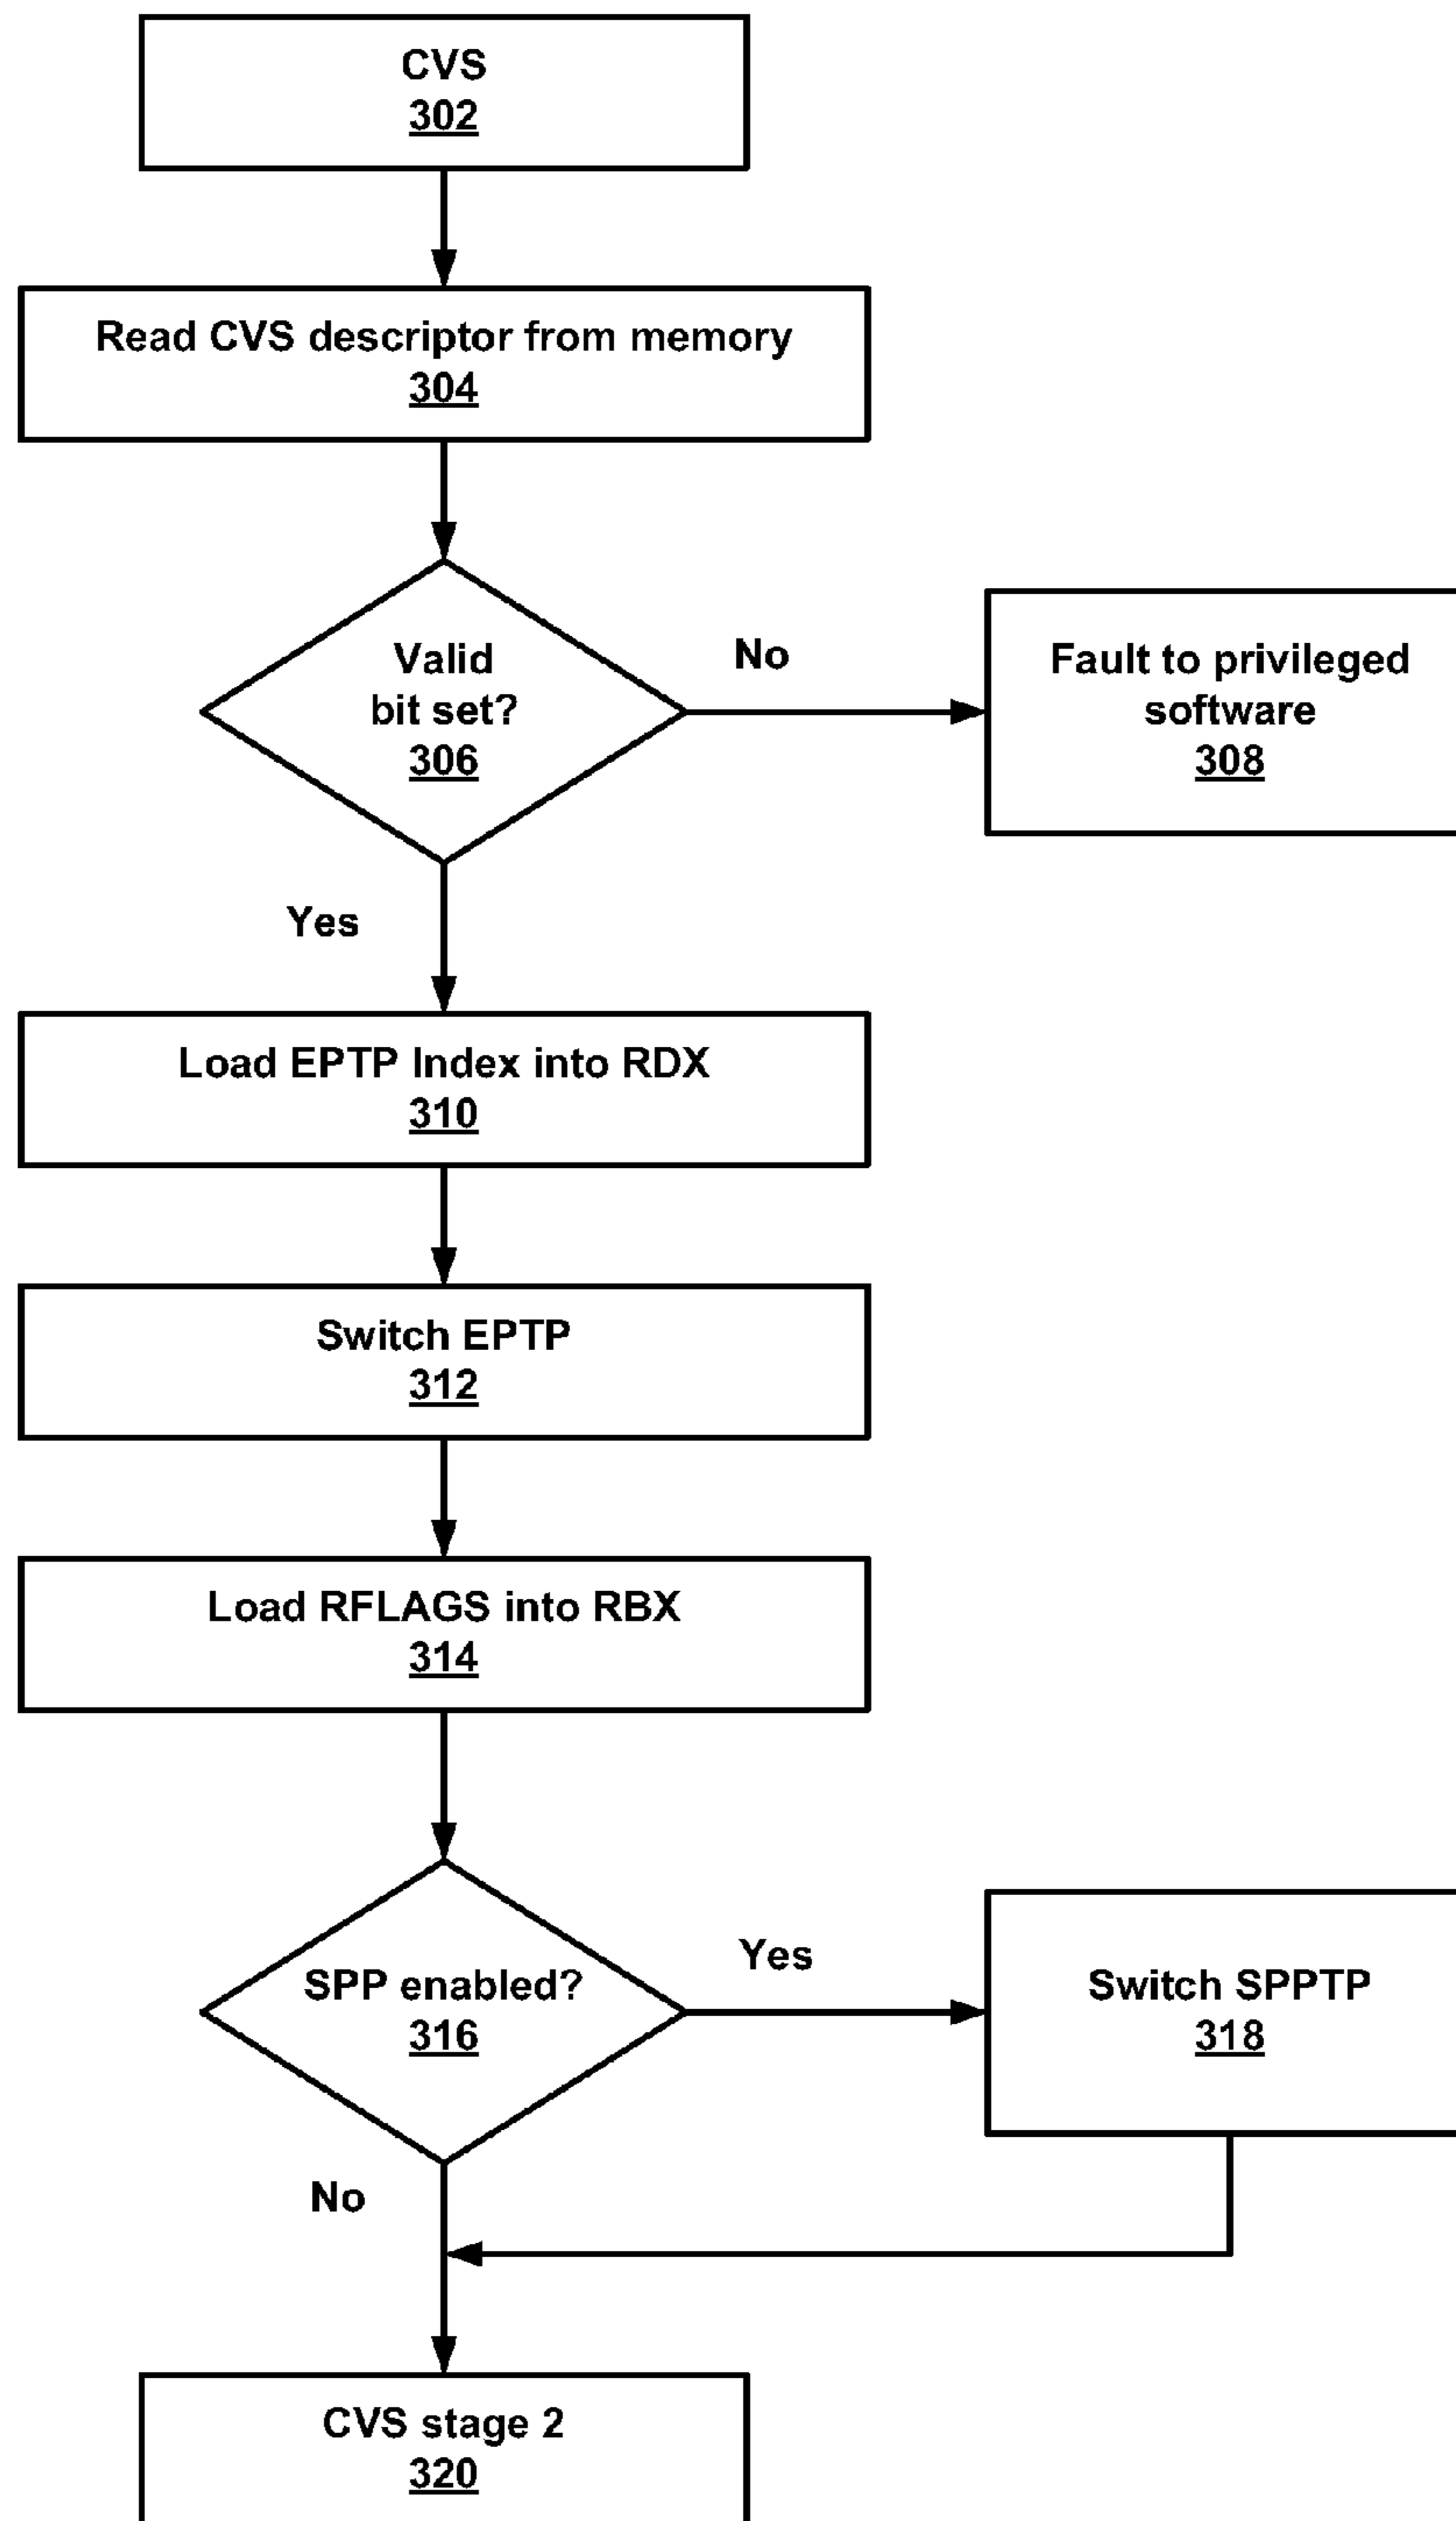 CVS
302
Read CVS descriptor from memory
304
Valid
bit set?
306
No
Fault to privileged
software
308
Yes
Load EPTP Index into RDX
310
Switch EPTP
312
Load RFLAGS into RBX
314
SPP enabled?
316
Yes
Switch SPPTP
318
No
CVS stage 2
320